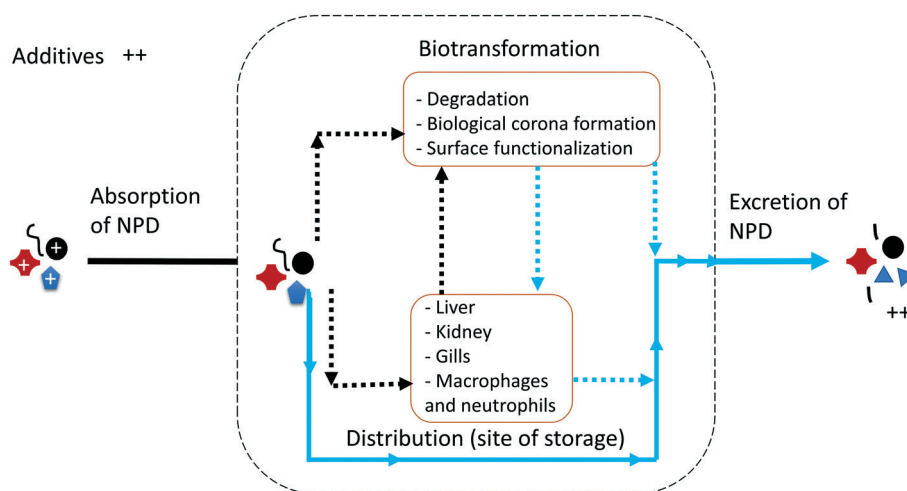 Biotransformation
Additives ++
- Degradation
- Biological corona formation
- Surface functionalization
Absorption
of NPD
Excretion of
NPD
+
+
+
- Liver
- Kidney
- Gills
- Macrophages
and neutrophils
++
Distribution (site of storage)